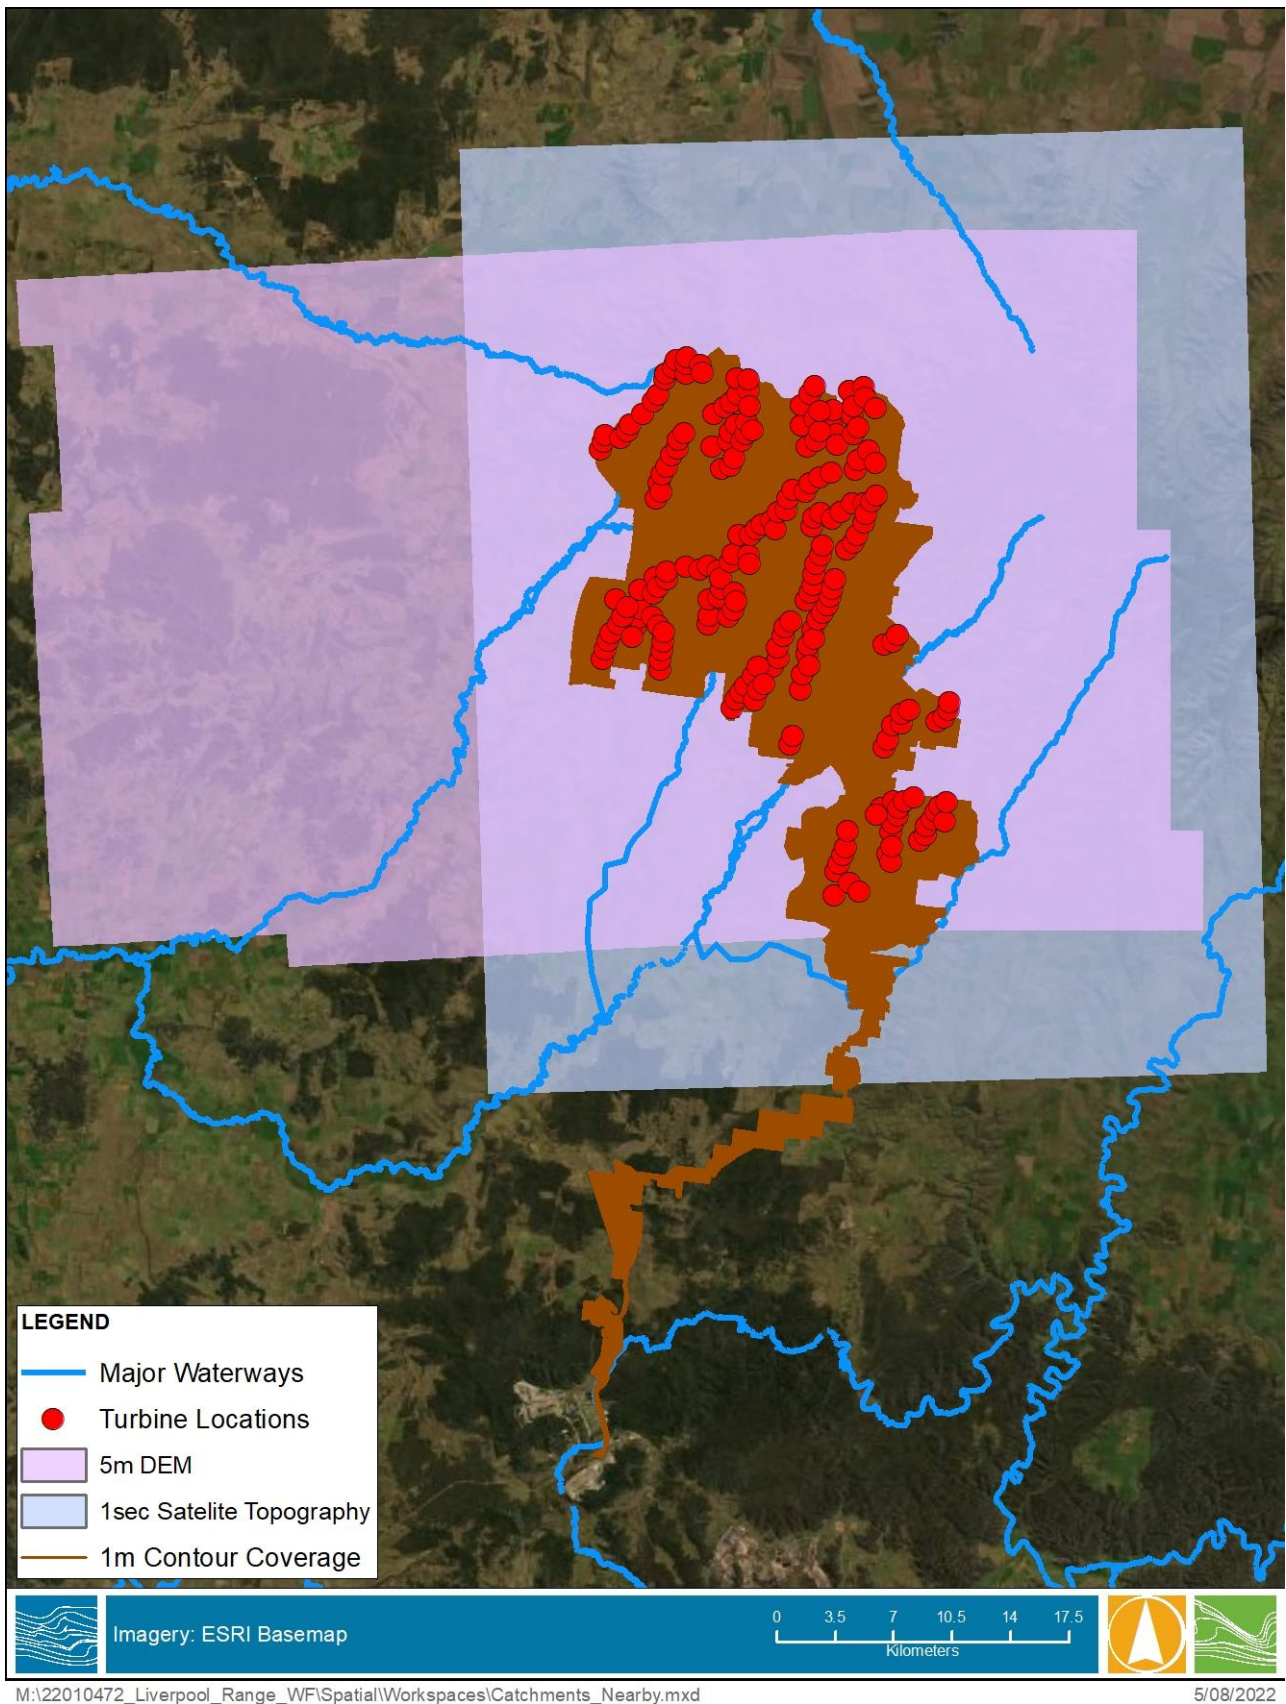 LEGEND
Major Waterways
Turbine Locations
5m DEM
1sec Satelite Topography
1m Contour Coverage
Imagery: ESRI Basemap
0 3.5 7 10.5 14 17.5
Kilometers
M:\22010472_Liverpool_Range_WF\Spatial\Workspaces\Catchments_Nearby.mxd 5/08/2022